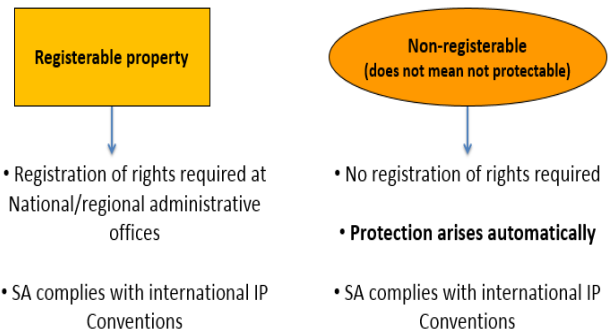 Registerable property
• Registration of rights required at
National/regional administrative
offices
• SA complies with international IP
Conventions
Non-registerable
(does not mean not protectable)
• No registration of rights required
• Protection arises automatically
• SA complies with international IP
Conventions